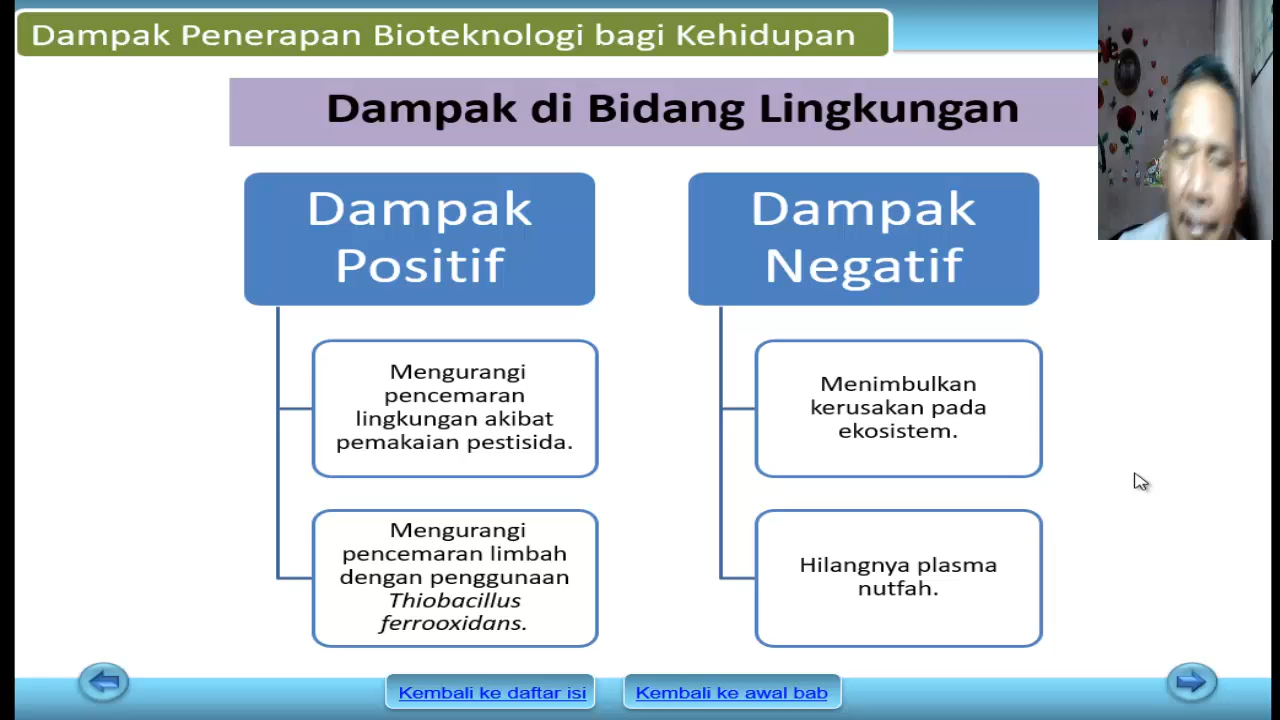 Dampak Penerapan Bioteknologi bagi Kehidupan
Dampak di Bidang Lingkungan
Dampak
Positif
Mengurangi
pencemaran
lingkungan akibat
pemakaian pestisida.
Mengurangi
pencemaran limbah
dengan penggunaan
Thiobacillus
ferrooxidans.
Dampak
Negatif
Menimbulkan
kerusakan pada
ekosistem.
Hilangnya plasma
nutfah.
Kembali ke daftar isi
Kembali ke awal bab